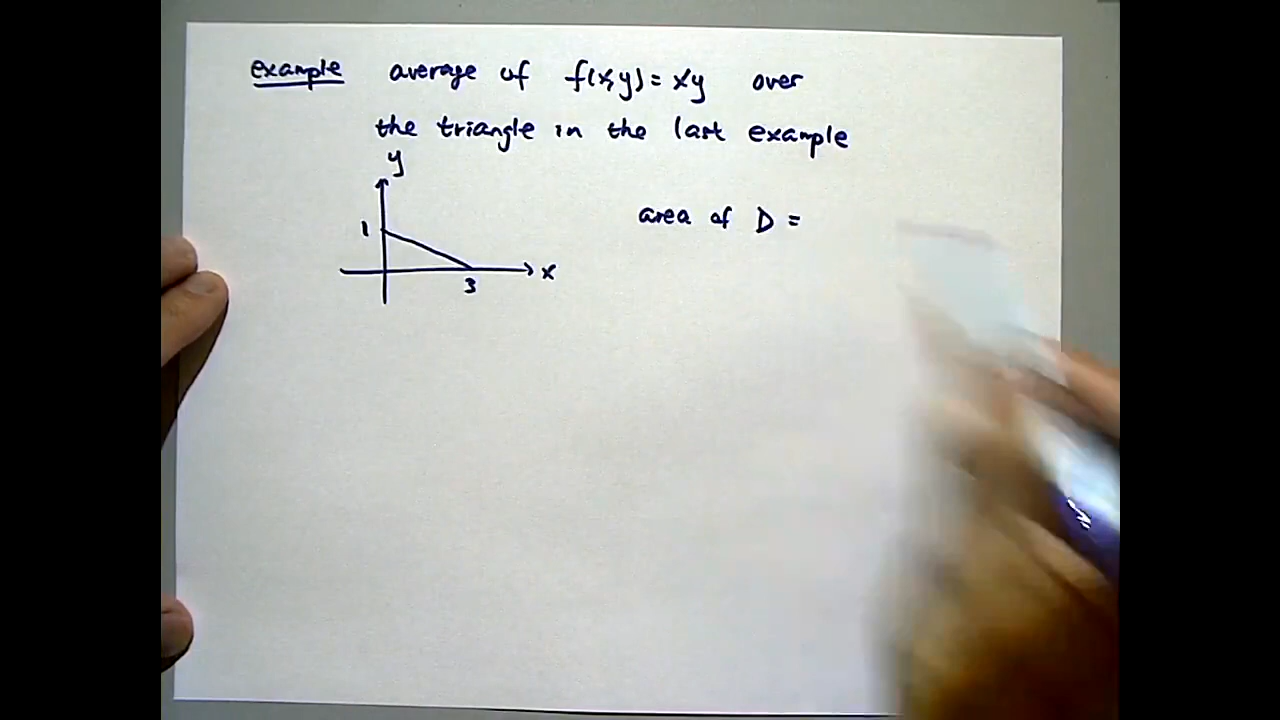 example average of f(x,y) = xy over
the triangle in the last example
y
1
area of D =
x
3